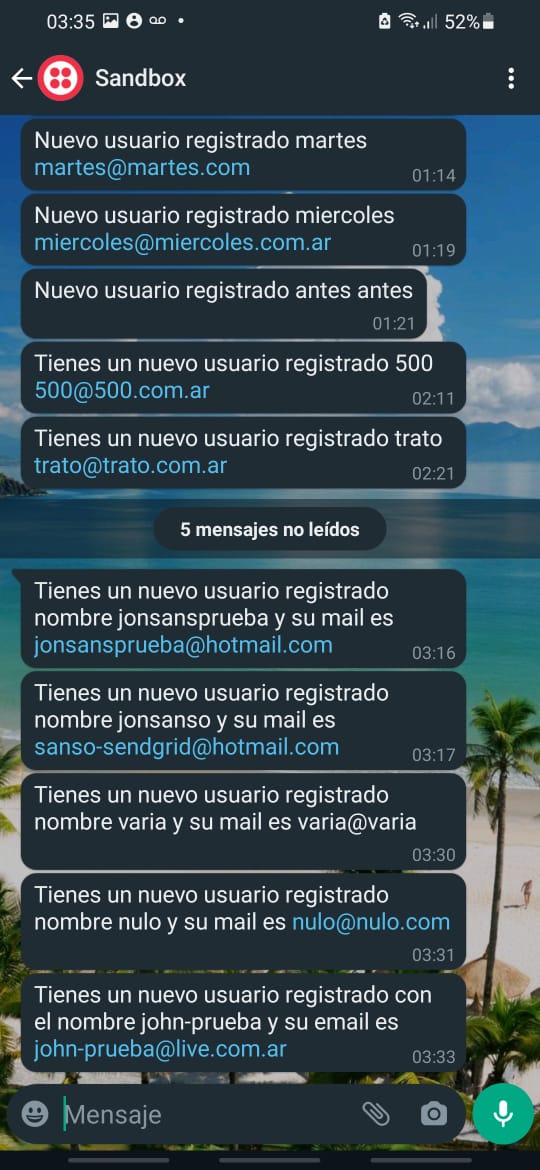 03:35
52%
Sandbox
Nuevo usuario registrado martes
martes@martes.com
01:14
Nuevo usuario registrado miercoles
miercoles@miercoles.com.ar
01:19
Nuevo usuario registrado antes antes
01:21
Tienes un nuevo usuario registrado 500
500@500.com.ar
02:11
Tienes un nuevo usuario registrado trato
trato@trato.com.ar
02:21
5 mensajes no leídos
Tienes un nuevo usuario registrado
nombre jonsansprueba y su mail es
jonsansprueba@hotmail.com
03:16
Tienes un nuevo usuario registrado
nombre jonsanso y su mail es
sanso-sendgrid@hotmail.com
03:17
Tienes un nuevo usuario registrado
nombre varia y su mail es varia@varia
03:30
Tienes un nuevo usuario registrado
nombre nulo y su mail es nulo@nulo.com
03:31
Tienes un nuevo usuario registrado con
el nombre john-prueba y su email es
john-prueba@live.com.ar
03:33
Mensaje